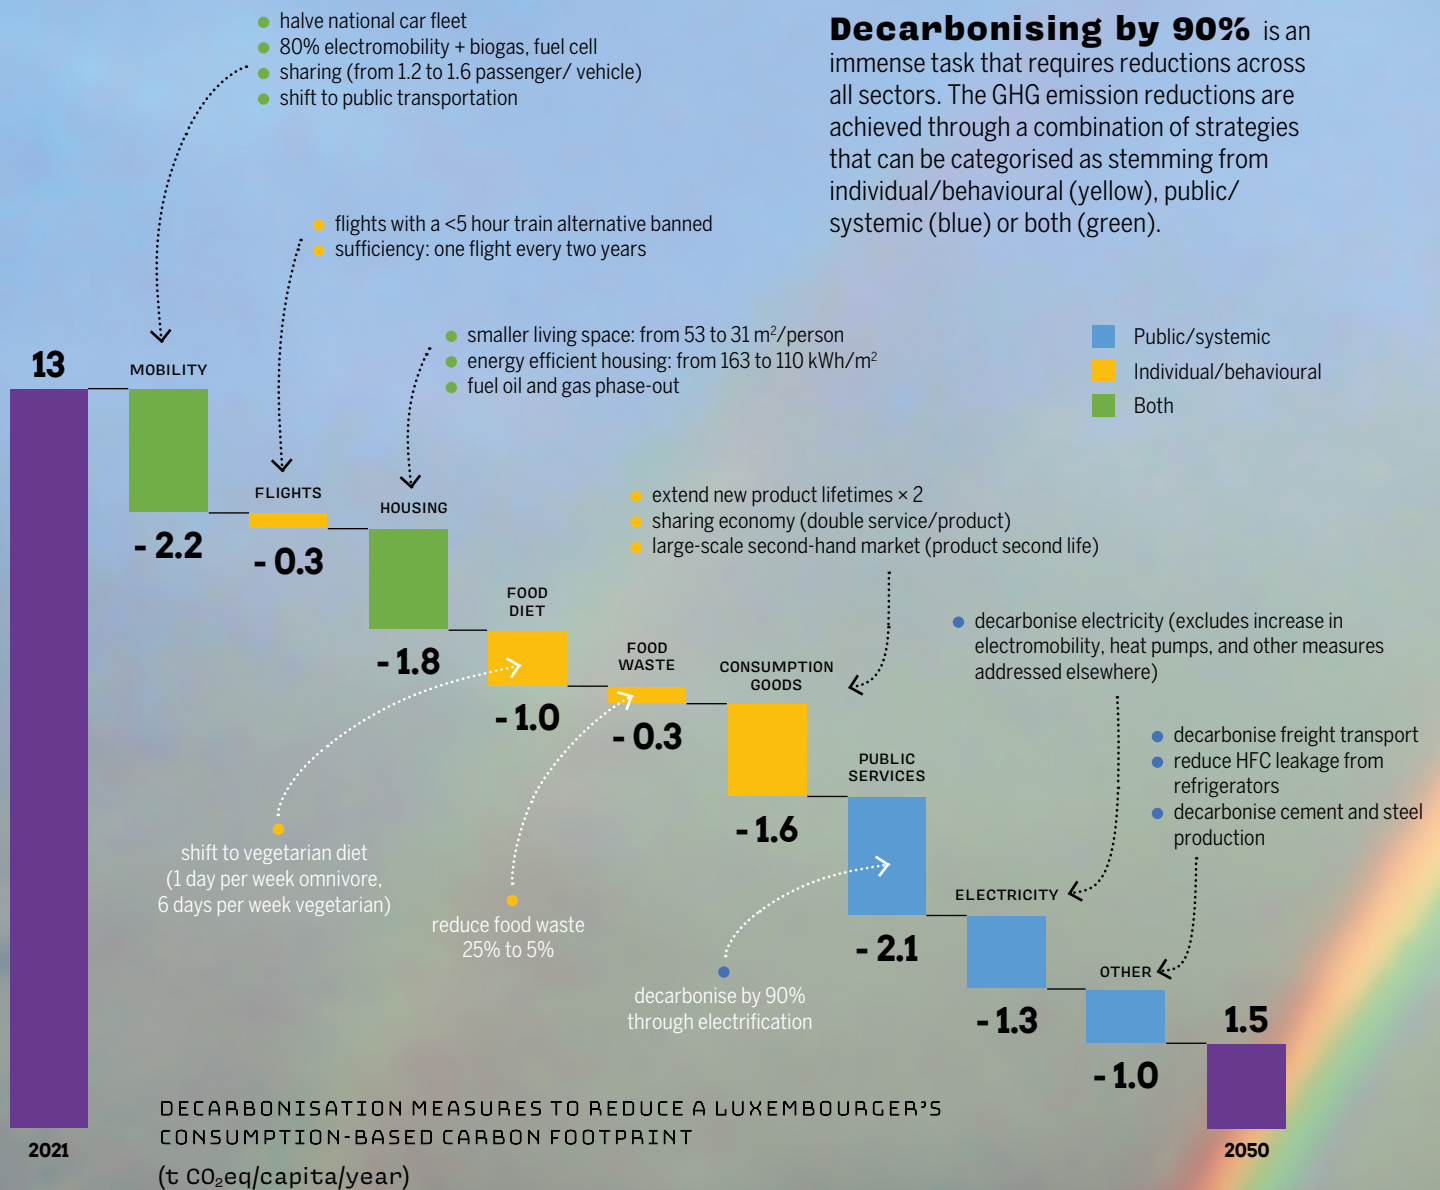 halve national car fleet
80% electromobility + biogas, fuel cell
sharing (from 1.2 to 1.6 passenger/ vehicle)
shift to public transportation
Decarbonising by 90% is an
immense task that requires reductions across
all sectors. The GHG emission reductions are
achieved through a combination of strategies
that can be categorised as stemming from
individual/behavioural (yellow), public/
systemic (blue) or both (green).
flights with a <5 hour train alternative banned
sufficiency: one flight every two years
smaller living space: from 53 to 31 m²/person
energy efficient housing: from 163 to 110 kWh/m²
fuel oil and gas phase-out
Public/systemic
Individual/behavioural
Both
13
MOBILITY
- 2.2
FLIGHTS
- 0.3
HOUSING
- 1.8
extend new product lifetimes × 2
sharing economy (double service/product)
large-scale second-hand market (product second life)
FOOD
DIET
- 1.0
FOOD
WASTE
- 0.3
CONSUMPTION
GOODS
- 1.6
decarbonise electricity (excludes increase in
electromobility, heat pumps, and other measures
addressed elsewhere)
decarbonise freight transport
reduce HFC leakage from
refrigerators
decarbonise cement and steel
production
PUBLIC
SERVICES
- 2.1
shift to vegetarian diet
(1 day per week omnivore,
6 days per week vegetarian)
reduce food waste
25% to 5%
decarbonise by 90%
through electrification
ELECTRICITY
- 1.3
OTHER
- 1.0
1.5
2021
2050
DECARBONISATION MEASURES TO REDUCE A LUXEMBOURGER'S
CONSUMPTION-BASED CARBON FOOTPRINT
(t CO₂eq/capita/year)